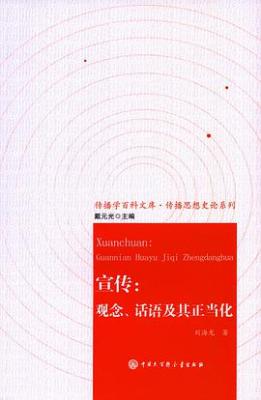 传播学百科文库·传播思想史论系列
戴元光●主编
Xuanchuan:
Guannian Huayu Jiqi Zhengdanghua
宣传：
观念、话语及其正当化
刘海龙 著
中国大百科全书出版社